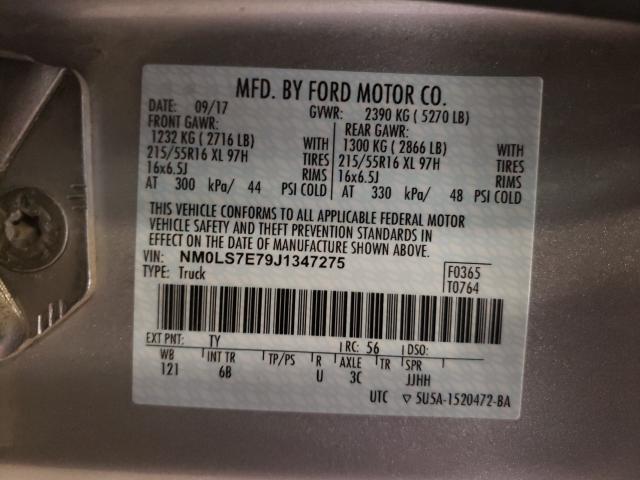 MFD. BY FORD MOTOR CO.
DATE: 09/17 GVWR: 2390 KG ( 5270 LB)
FRONT GAWR: REAR GAWR:
1232 KG ( 2716 LB) WITH 1300 KG ( 2866 LB) WITH
215/55R16 XL 97H TIRES 215/55R16 XL 97H TIRES
16x6.5J RIMS 16x6.5J RIMS
AT 300 kPa/ 44 PSI COLD AT 330 kPa/ 48 PSI COLD
THIS VEHICLE CONFORMS TO ALL APPLICABLE FEDERAL MOTOR
VEHICLE SAFETY AND THEFT PREVENTION STANDARDS IN
EFFECT ON THE DATE OF MANUFACTURE SHOWN ABOVE.
VIN: NM0LS7E79J1347275
TYPE: Truck
F0365
T0764
EXT PNT: TY RC: 56 DSO:
WB INT TR TP/PS R AXLE TR SPR
121 6B U 3C JJHH
UTC ▽ 5U5A-1520472-BA